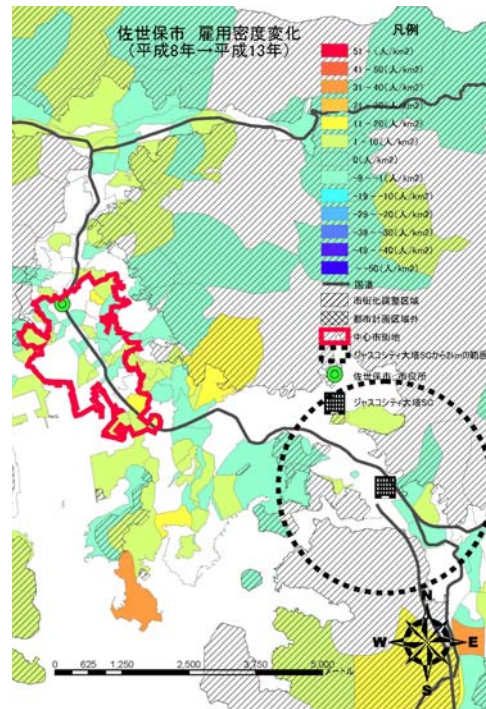 佐世保市 雇用密度変化
(平成8年→平成13年)
凡例
51 - (人/km2)
41 - 50(人/km2)
31 - 40(人/km2)
21 - 30(人/km2)
11 - 20(人/km2)
1 - 10(人/km2)
0(人/km2)
-9 - -1(人/km2)
-19 - -10(人/km2)
-29 - -20(人/km2)
-39 - -30(人/km2)
-49 - -40(人/km2)
- -50(人/km2)
国道
市街化調整区域
都市計画区域外
中心市街地
ジャスコシティ大塔SCから2kmの範囲
佐世保市 市役所
ジャスコシティ大塔SC
N
W E
S
0 625 1,250 2,500 3,750 5,000
メートル